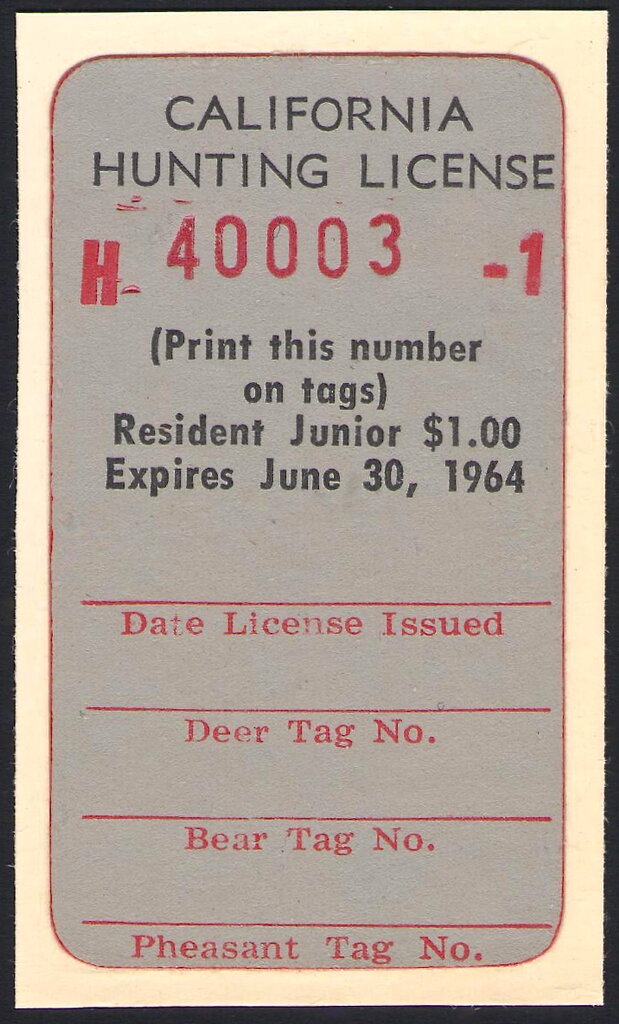 CALIFORNIA
HUNTING LICENSE
H- 40003 -1
(Print this number
on tags)
Resident Junior $1.00
Expires June 30, 1964
Date License Issued
Deer Tag No.
Bear Tag No.
Pheasant Tag No.